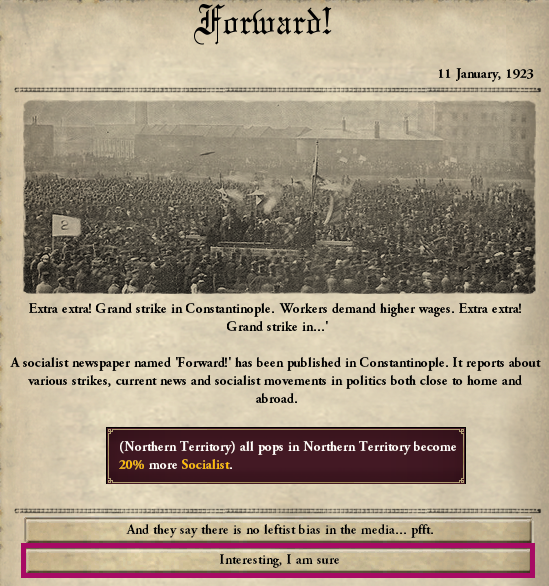 Forward!
11 January, 1923
2
Extra extra! Grand strike in Constantinople. Workers demand higher wages. Extra extra!
Grand strike in...'
A socialist newspaper named 'Forward!' has been published in Constantinople. It reports about
various strikes, current news and socialist movements in politics both close to home and
abroad.
(Northern Territory) all pops in Northern Territory become
20% more Socialist.
And they say there is no leftist bias in the media... pfft.
Interesting, I am sure